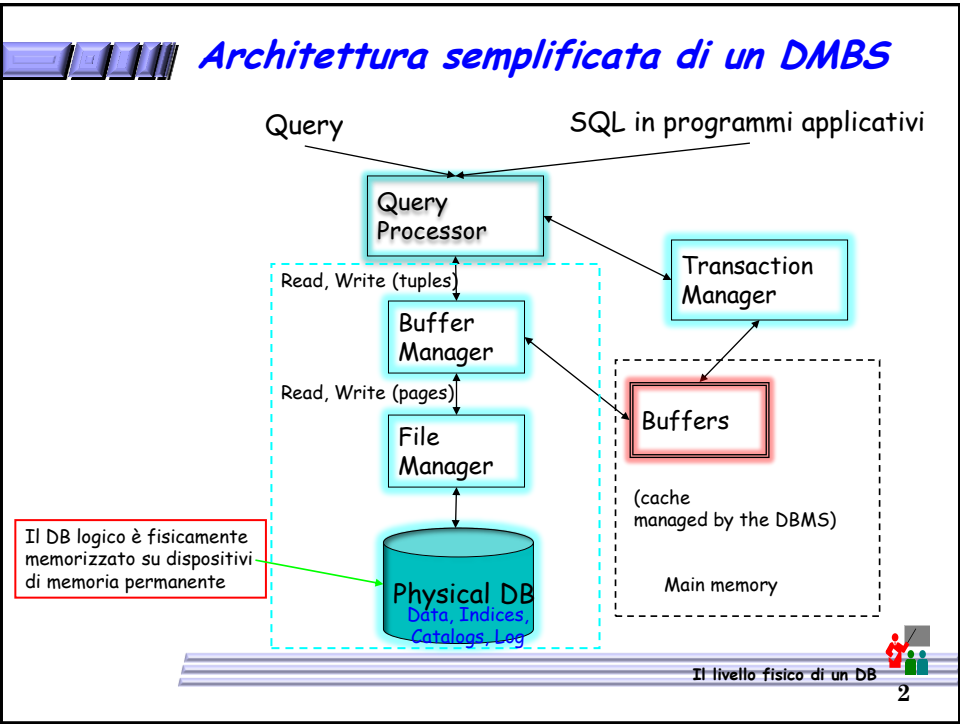 Architettura semplificata di un DMBS
Query
SQL in programmi applicativi
Query
Processor
Transaction
Manager
Read, Write (tuples)
Buffer
Manager
Read, Write (pages)
Buffers
File
Manager
(cache
managed by the DBMS)
Il DB logico è fisicamente
memorizzato su dispositivi
di memoria permanente
Main memory
Physical DB
Data, Indices,
Catalogs, Log
Il livello fisico di un DB
2